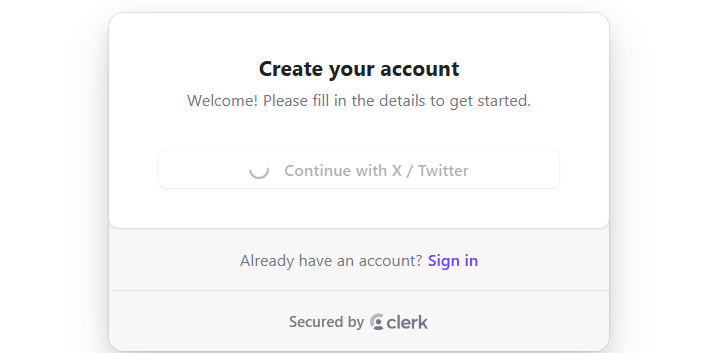 Create your account
Welcome! Please fill in the details to get started.
Continue with X / Twitter
Already have an account? Sign in
Secured by clerk